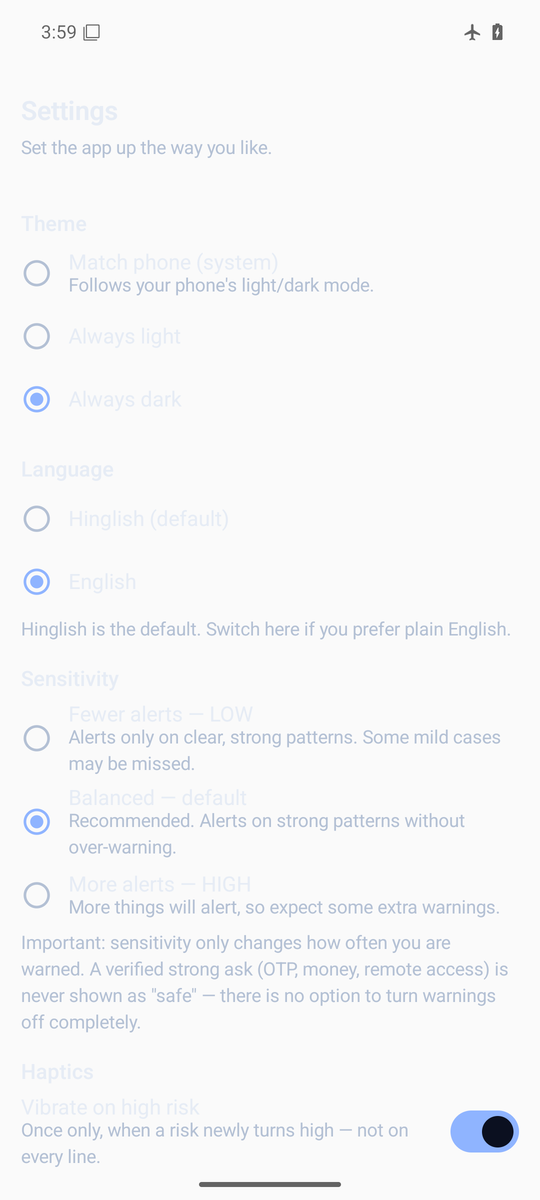 3:59
Settings
Set the app up the way you like.
Theme
Match phone (system)
Follows your phone's light/dark mode.
Always light
Always dark
Language
Hinglish (default)
English
Hinglish is the default. Switch here if you prefer plain English.
Sensitivity
Fewer alerts — LOW
Alerts only on clear, strong patterns. Some mild cases
may be missed.
Balanced — default
Recommended. Alerts on strong patterns without
over-warning.
More alerts — HIGH
More things will alert, so expect some extra warnings.
Important: sensitivity only changes how often you are
warned. A verified strong ask (OTP, money, remote access) is
never shown as "safe" — there is no option to turn warnings
off completely.
Haptics
Vibrate on high risk
Once only, when a risk newly turns high — not on
every line.